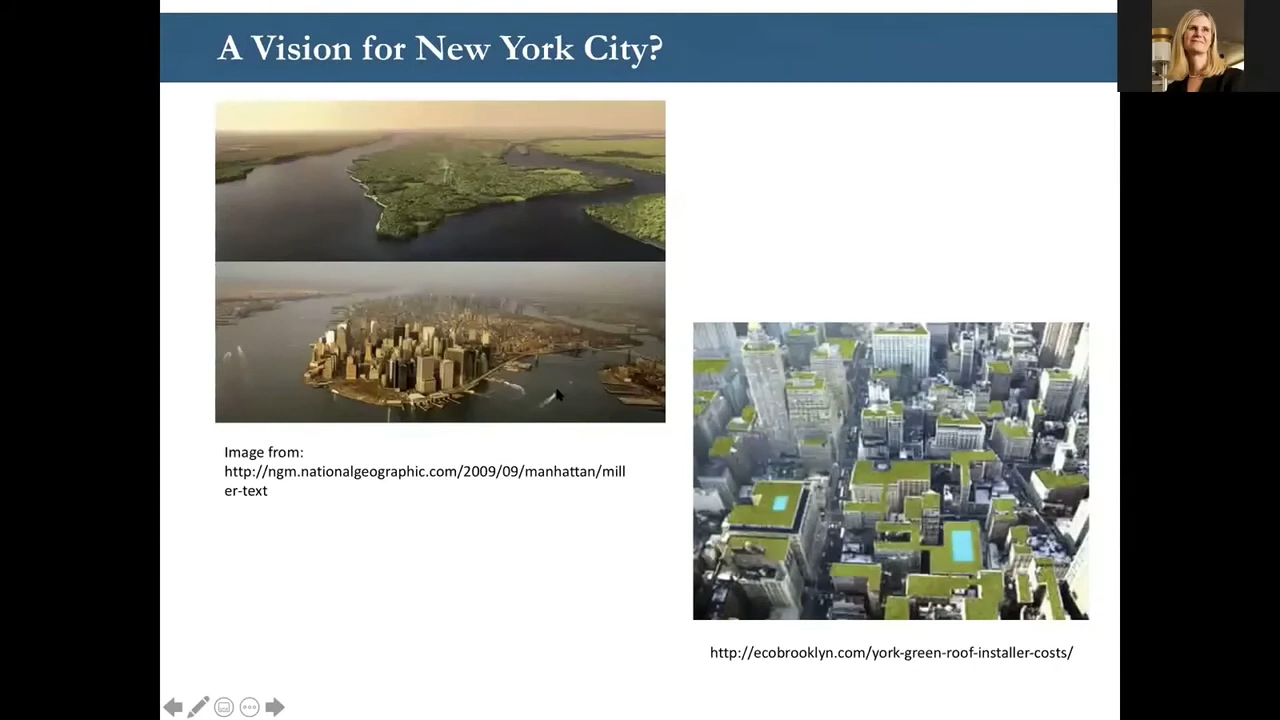 A Vision for New York City?
Image from:
http://ngm.nationalgeographic.com/2009/09/manhattan/mill
er-text
http://ecobrooklyn.com/york-green-roof-installer-costs/